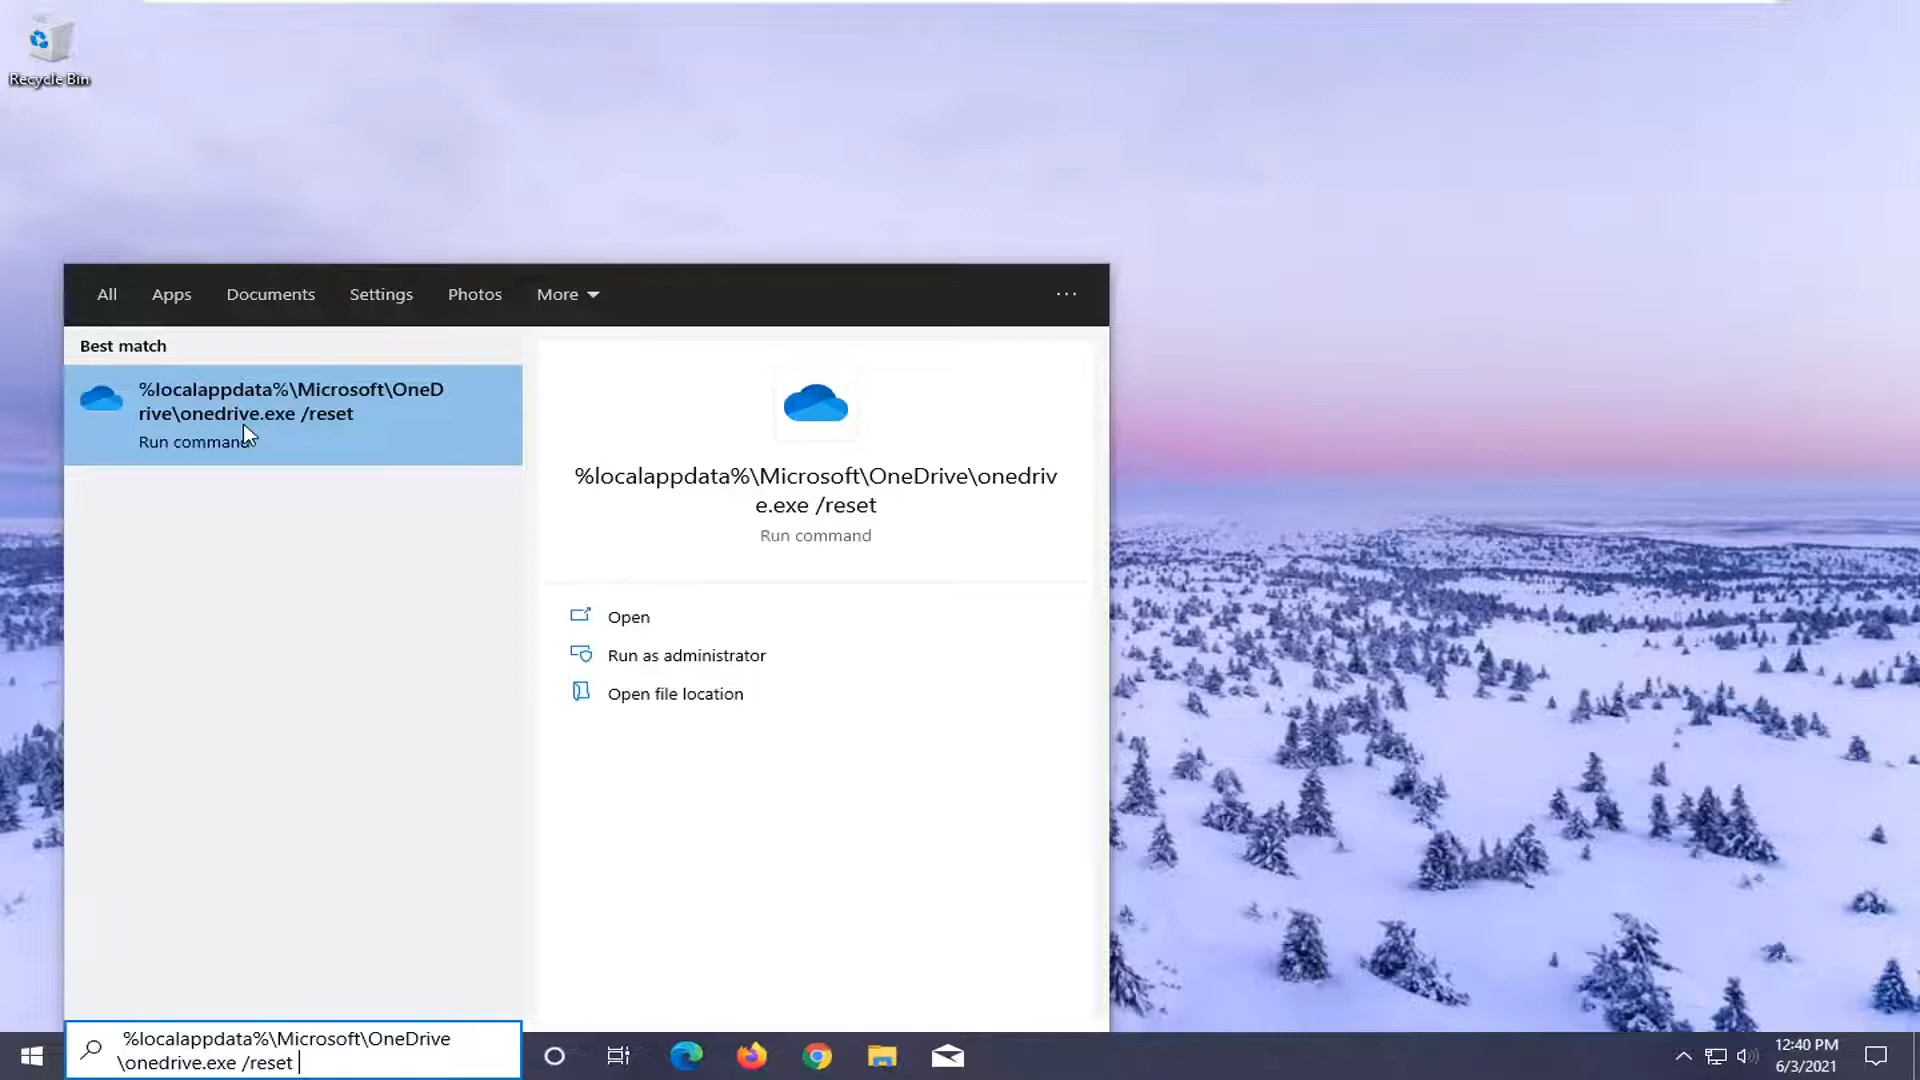 Recycle Bin
All Apps Documents Settings Photos More ...
Best match
%localappdata%\Microsoft\OneD
rive\onedrive.exe /reset
Run command
%localappdata%\Microsoft\OneDrive\onedriv
e.exe /reset
Run command
Open
Run as administrator
Open file location
%localappdata%\Microsoft\OneDrive
\onedrive.exe /reset
12:40 PM
6/3/2021